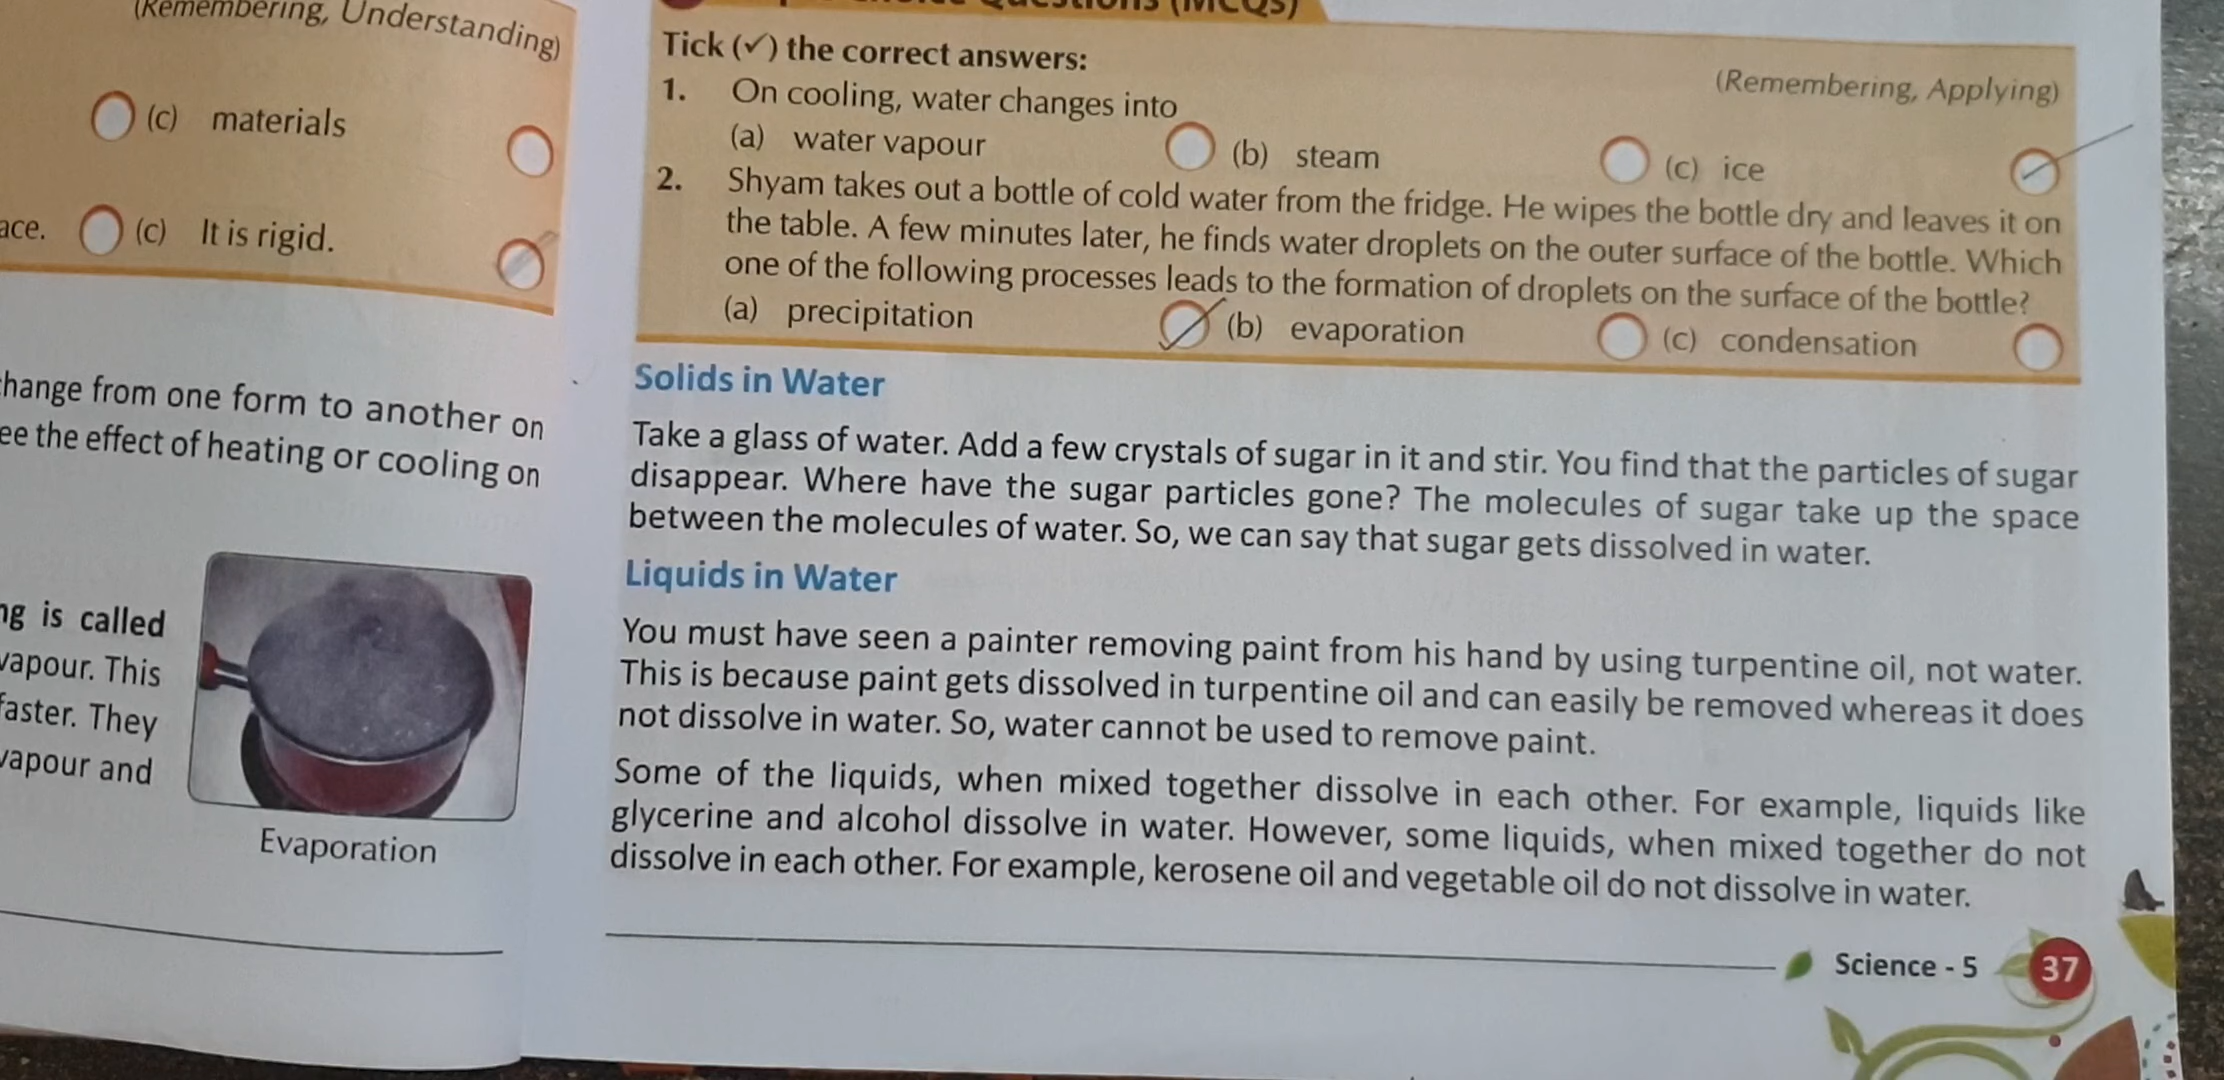 (Remembering, Understanding)
(c) materials
ace. (c) It is rigid.
change from one form to another on
ee the effect of heating or cooling on
ng is called
vapour. This
faster. They
vapour and
Evaporation
Questions (MCQs)
Tick (✓) the correct answers:
(Remembering, Applying)
1. On cooling, water changes into
(a) water vapour (b) steam (c) ice
2. Shyam takes out a bottle of cold water from the fridge. He wipes the bottle dry and leaves it on
the table. A few minutes later, he finds water droplets on the outer surface of the bottle. Which
one of the following processes leads to the formation of droplets on the surface of the bottle?
(a) precipitation (b) evaporation (c) condensation
Solids in Water
Take a glass of water. Add a few crystals of sugar in it and stir. You find that the particles of sugar
disappear. Where have the sugar particles gone? The molecules of sugar take up the space
between the molecules of water. So, we can say that sugar gets dissolved in water.
Liquids in Water
You must have seen a painter removing paint from his hand by using turpentine oil, not water.
This is because paint gets dissolved in turpentine oil and can easily be removed whereas it does
not dissolve in water. So, water cannot be used to remove paint.
Some of the liquids, when mixed together dissolve in each other. For example, liquids like
glycerine and alcohol dissolve in water. However, some liquids, when mixed together do not
dissolve in each other. For example, kerosene oil and vegetable oil do not dissolve in water.
Science - 5 37